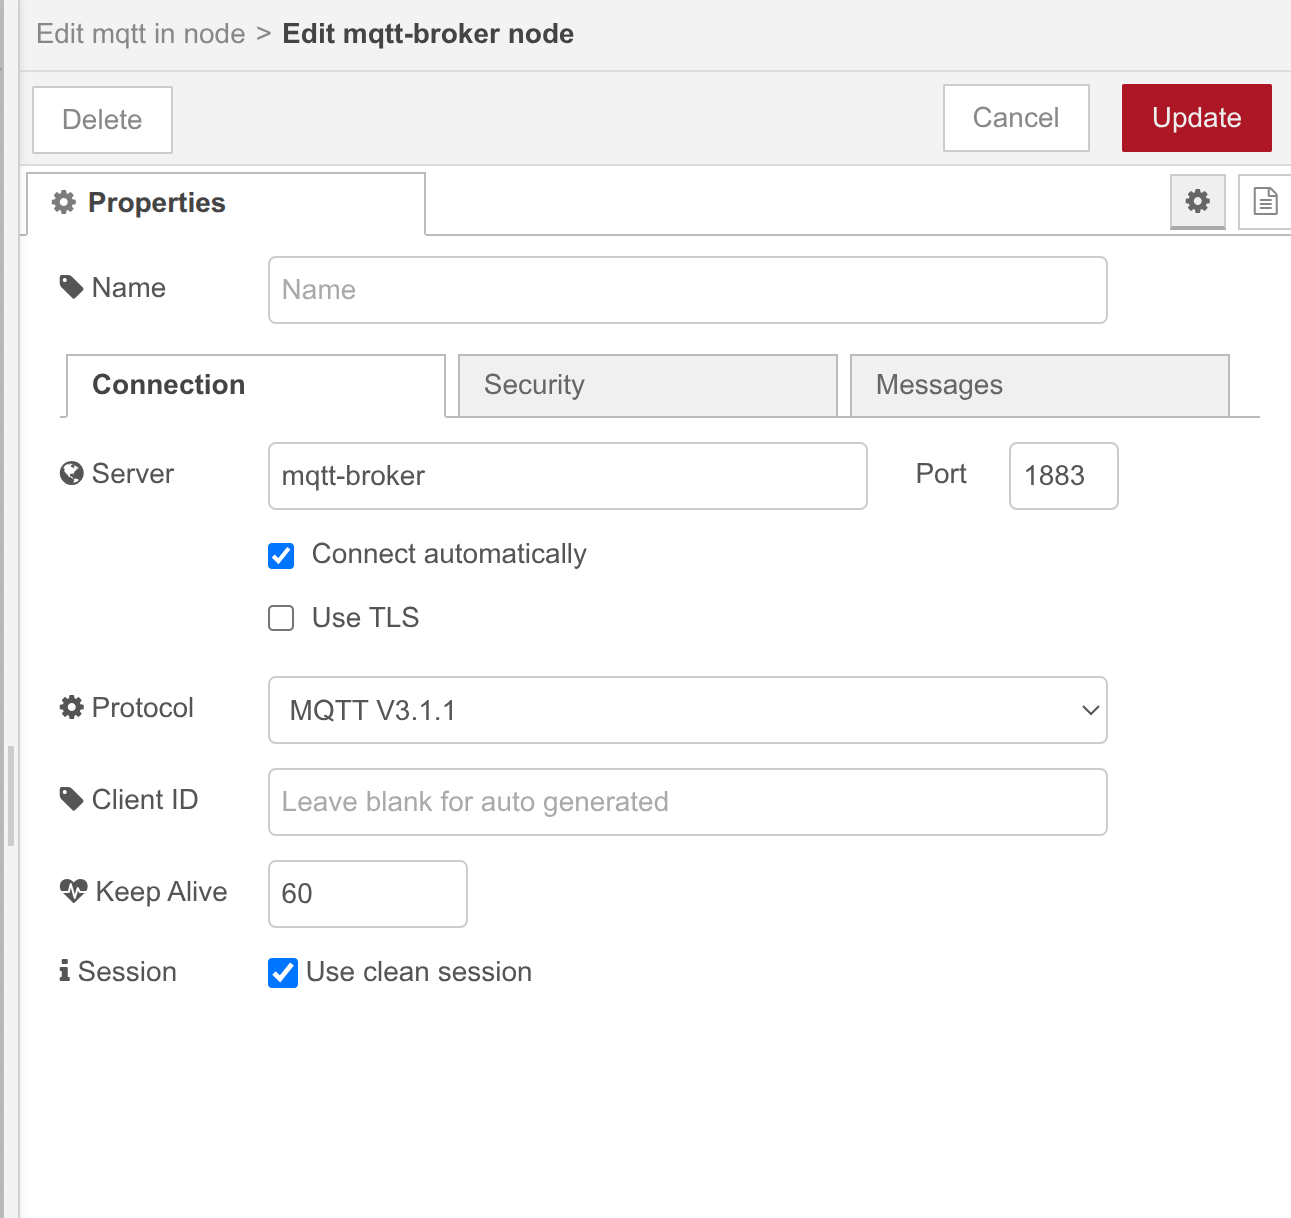 Edit mqtt in node > Edit mqtt-broker node
Delete Cancel Update
Properties
Name Name
Connection Security Messages
Server mqtt-broker Port 1883
Connect automatically
Use TLS
Protocol MQTT V3.1.1
Client ID Leave blank for auto generated
Keep Alive 60
Session Use clean session